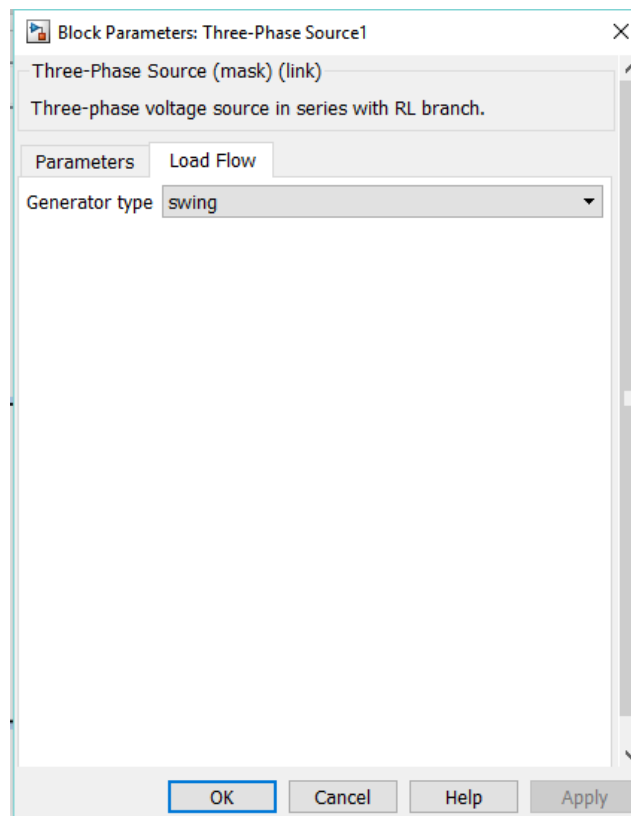 Block Parameters: Three-Phase Source1
Three-Phase Source (mask) (link)
Three-phase voltage source in series with RL branch.
Parameters Load Flow
Generator type swing
OK Cancel Help Apply